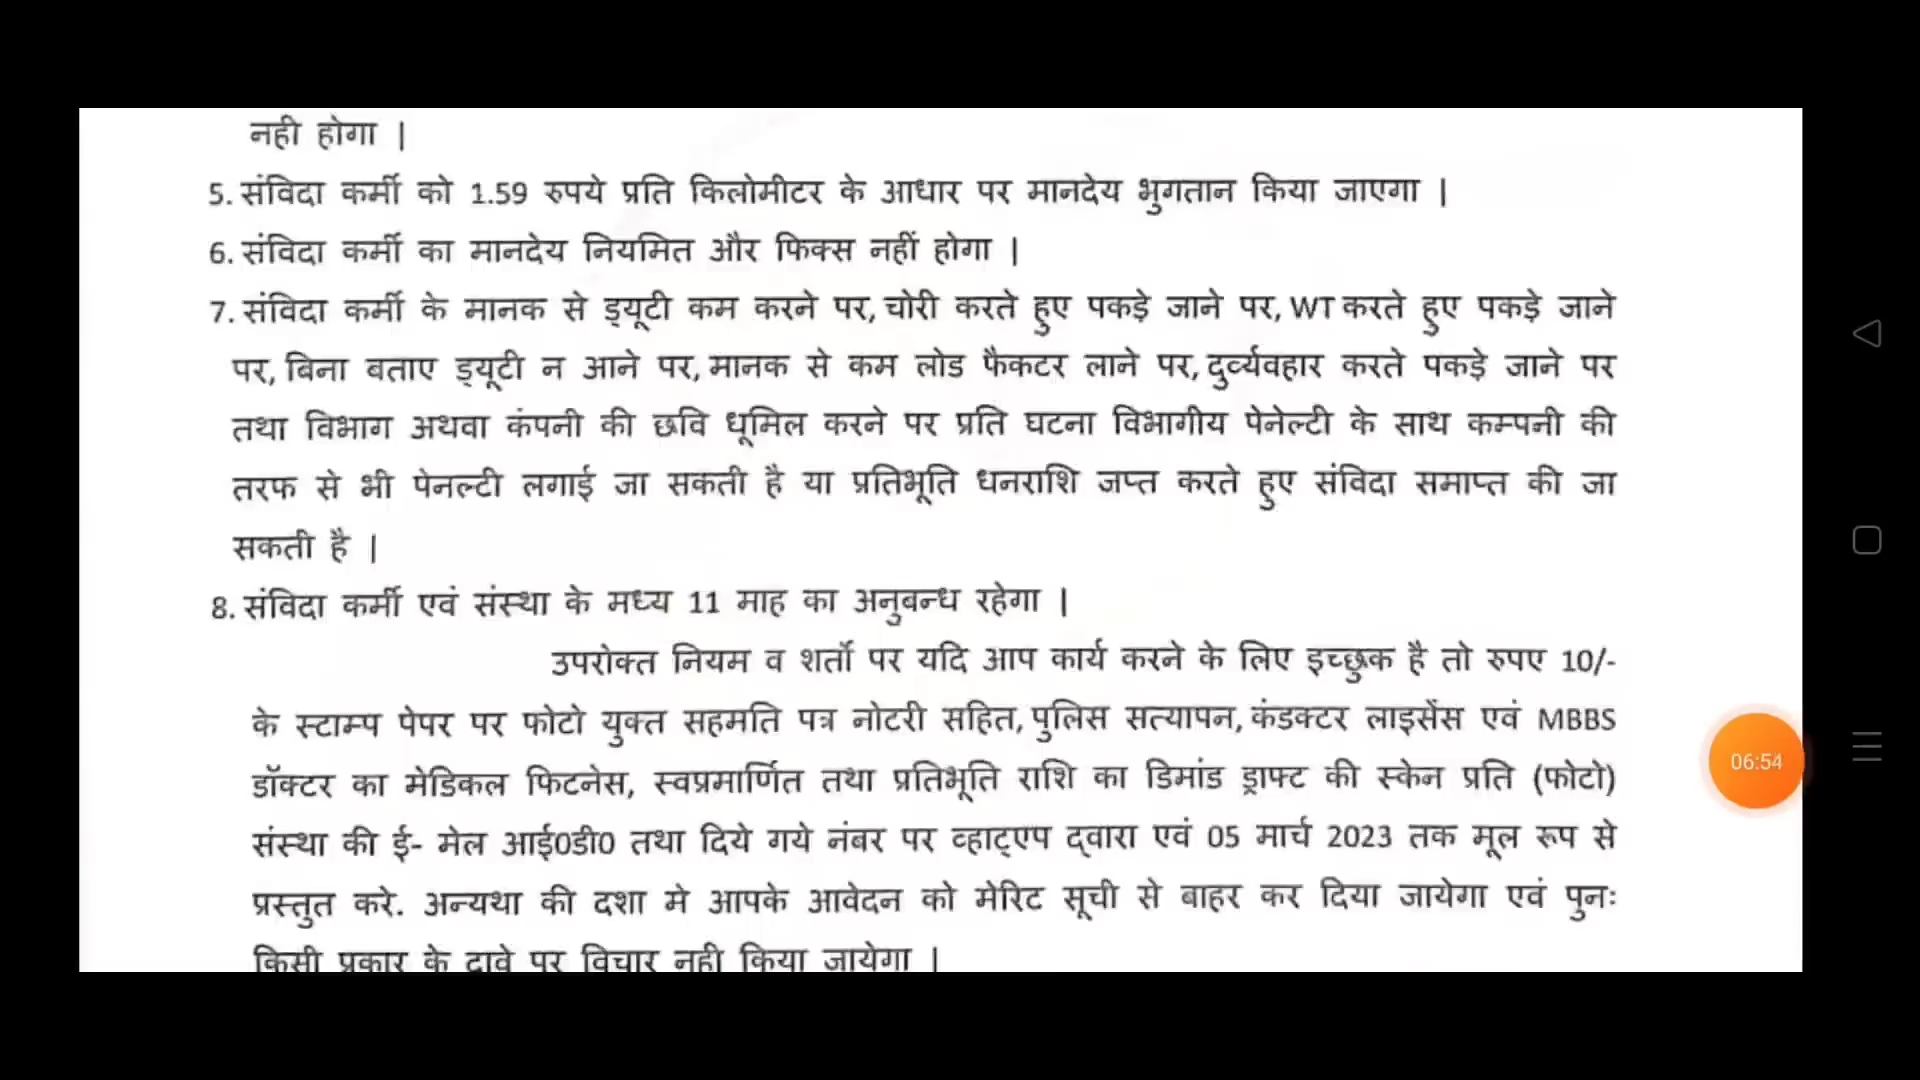 नही होगा |
5. संविदा कर्मी को 1.59 रुपये प्रति किलोमीटर के आधार पर मानदेय भुगतान किया जाएगा |
6. संविदा कर्मी का मानदेय नियमित और फिक्स नहीं होगा |
7. संविदा कर्मी के मानक से ड्यूटी कम करने पर, चोरी करते हुए पकड़े जाने पर, WT करते हुए पकड़े जाने
पर, बिना बताए ड्यूटी न आने पर, मानक से कम लोड फैकटर लाने पर, दुर्व्यवहार करते पकड़े जाने पर
तथा विभाग अथवा कंपनी की छवि धूमिल करने पर प्रति घटना विभागीय पेनेल्टी के साथ कम्पनी की
तरफ से भी पेनल्टी लगाई जा सकती है या प्रतिभूति धनराशि जप्त करते हुए संविदा समाप्त की जा
सकती है |
8. संविदा कर्मी एवं संस्था के मध्य 11 माह का अनुबन्ध रहेगा |
उपरोक्त नियम व शर्तो पर यदि आप कार्य करने के लिए इच्छुक है तो रुपए 10/-
के स्टाम्प पेपर पर फोटो युक्त सहमति पत्र नोटरी सहित, पुलिस सत्यापन, कंडक्टर लाइसेंस एवं MBBS
डॉक्टर का मेडिकल फिटनेस, स्वप्रमार्णित तथा प्रतिभूति राशि का डिमांड ड्राफ्ट की स्केन प्रति (फोटो)
संस्था की ई- मेल आई0डी0 तथा दिये गये नंबर पर व्हाट्एप द्वारा एवं 05 मार्च 2023 तक मूल रूप से
प्रस्तुत करे. अन्यथा की दशा मे आपके आवेदन को मेरिट सूची से बाहर कर दिया जायेगा एवं पुनः
किसी प्रकार के दावे पर विचार नही किया जायेगा |
06:54